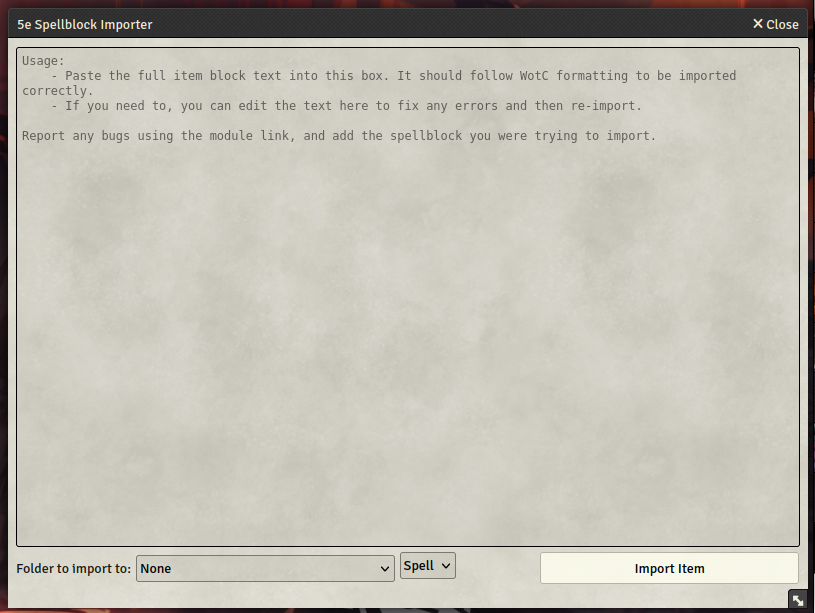 5e Spellblock Importer
✕ Close
Usage:
- Paste the full item block text into this box. It should follow WotC formatting to be imported
correctly.
- If you need to, you can edit the text here to fix any errors and then re-import.
Report any bugs using the module link, and add the spellblock you were trying to import.
Folder to import to: None Spell Import Item